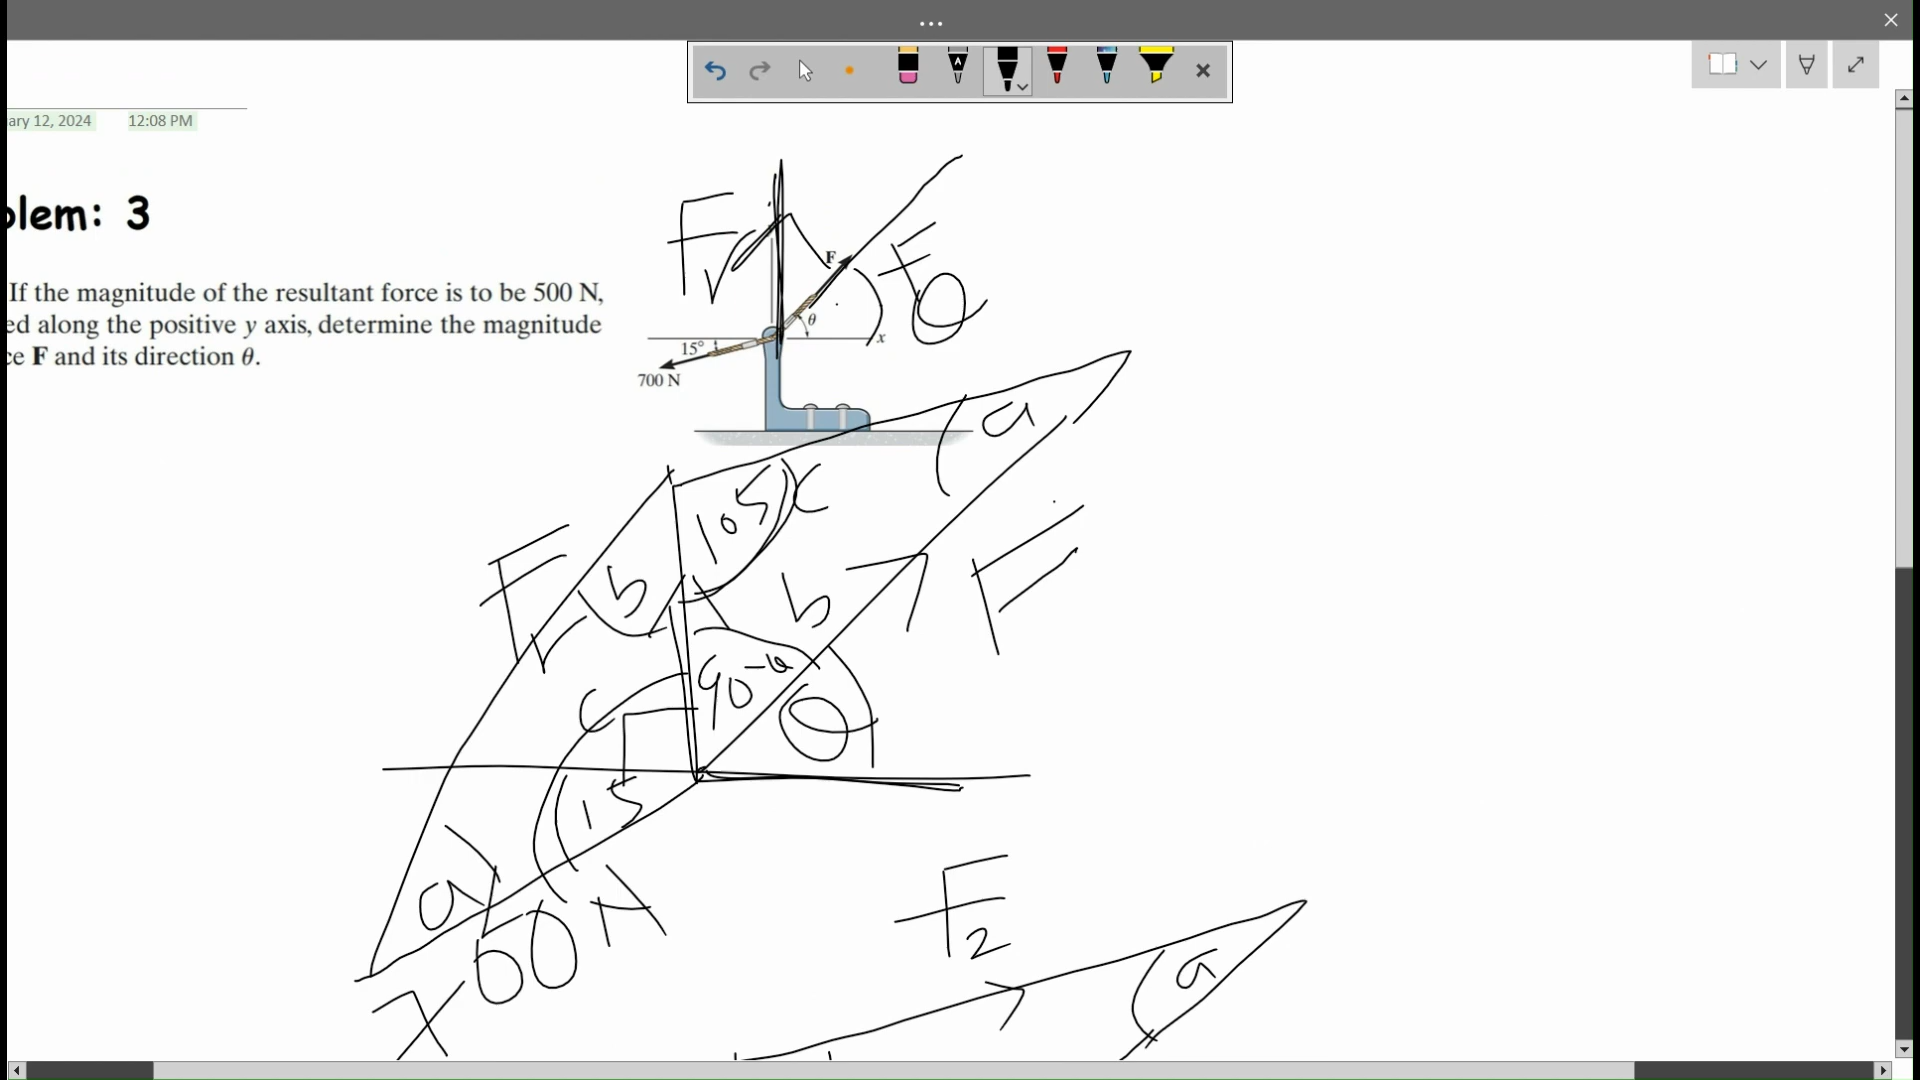 ary 12, 2024 12:08 PM
olem: 3
If the magnitude of the resultant force is to be 500 N,
ed along the positive y axis, determine the magnitude
ce F and its direction θ.
Fr
F
F
θ
θ
x
15°
700 N
a
105
c
Fr
b
b
F
90-θ
c
θ
15
a
700 N
F2
a